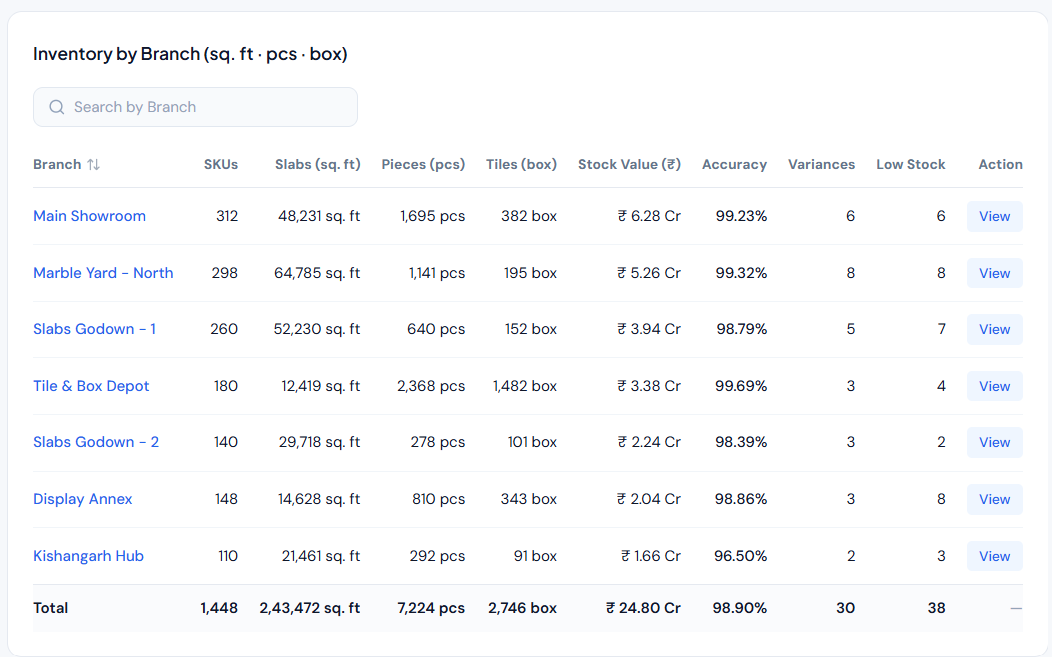 Inventory by Branch (sq. ft · pcs · box)
Search by Branch
Branch SKUs Slabs (sq. ft) Pieces (pcs) Tiles (box) Stock Value (₹) Accuracy Variances Low Stock Action
Main Showroom 312 48,231 sq. ft 1,695 pcs 382 box ₹ 6.28 Cr 99.23% 6 6 View
Marble Yard - North 298 64,785 sq. ft 1,141 pcs 195 box ₹ 5.26 Cr 99.32% 8 8 View
Slabs Godown - 1 260 52,230 sq. ft 640 pcs 152 box ₹ 3.94 Cr 98.79% 5 7 View
Tile & Box Depot 180 12,419 sq. ft 2,368 pcs 1,482 box ₹ 3.38 Cr 99.69% 3 4 View
Slabs Godown - 2 140 29,718 sq. ft 278 pcs 101 box ₹ 2.24 Cr 98.39% 3 2 View
Display Annex 148 14,628 sq. ft 810 pcs 343 box ₹ 2.04 Cr 98.86% 3 8 View
Kishangarh Hub 110 21,461 sq. ft 292 pcs 91 box ₹ 1.66 Cr 96.50% 2 3 View
Total 1,448 2,43,472 sq. ft 7,224 pcs 2,746 box ₹ 24.80 Cr 98.90% 30 38 —